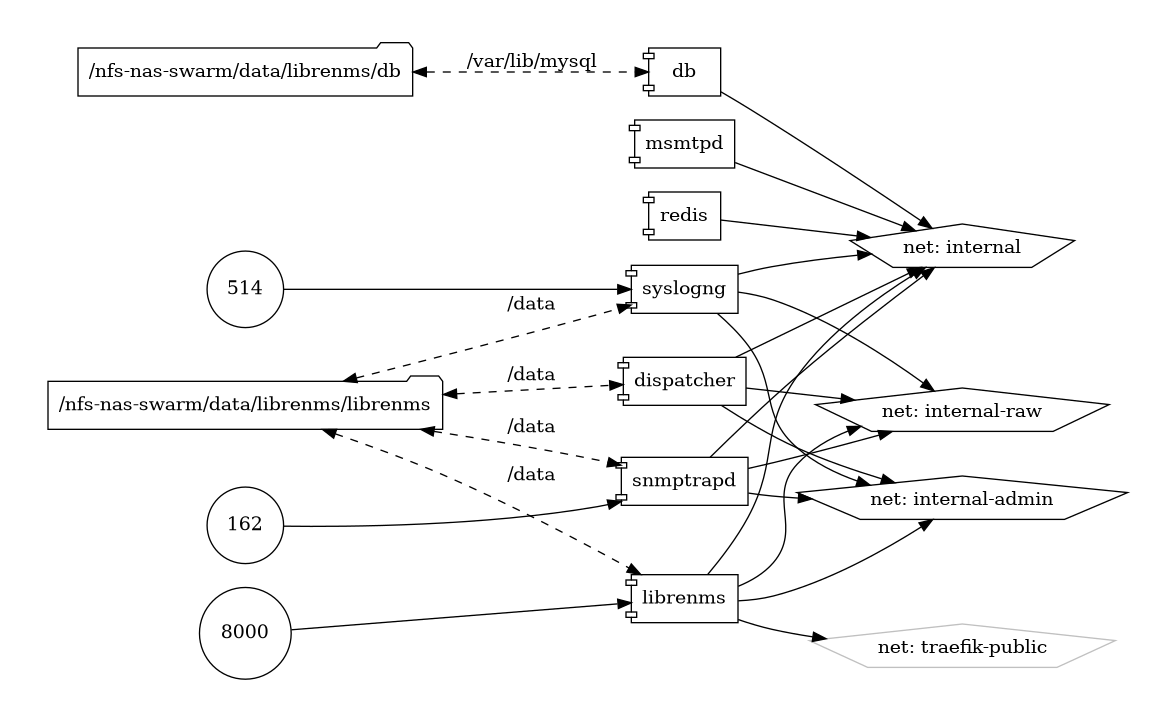 /nfs-nas-swarm/data/librenms/db
/var/lib/mysql
db
msmtpd
redis
net: internal
514
syslogng
/data
/data
dispatcher
/nfs-nas-swarm/data/librenms/librenms
net: internal-raw
/data
/data
snmptrapd
net: internal-admin
162
librenms
8000
net: traefik-public